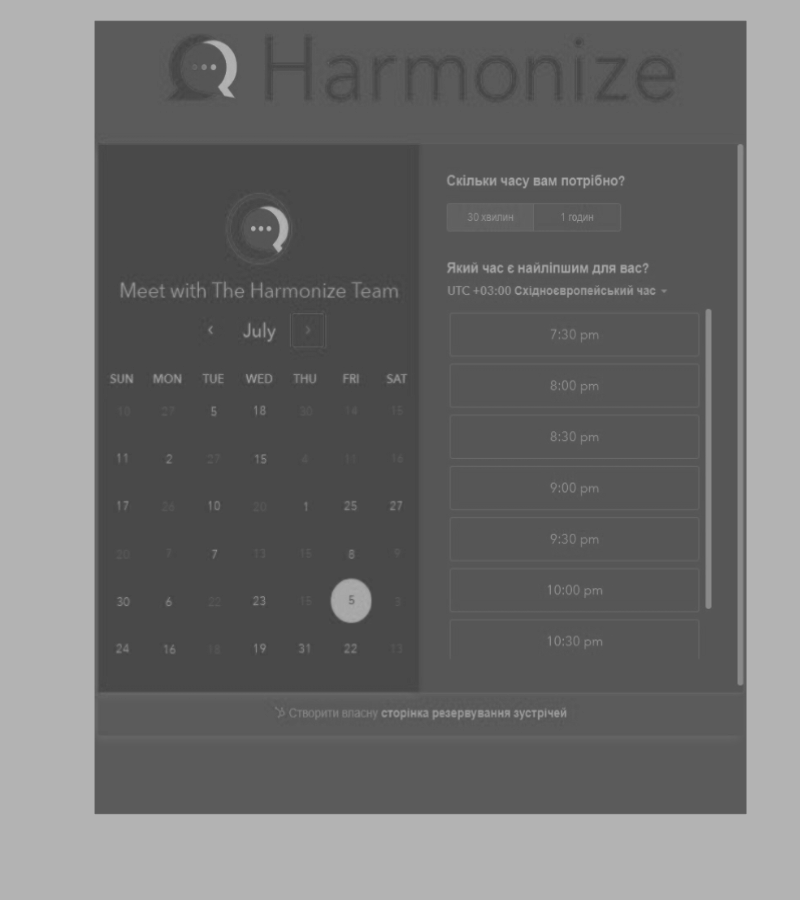 Harmonize
Meet with The Harmonize Team
‹ July ›
SUN MON TUE WED THU FRI SAT
27 5 18 30 14 15
11 2 27 15 4 11 16
17 26 10 20 1 25 27
20 7 7 13 15 8 9
30 6 22 23 15 5
24 16 18 19 31 22 13
Скільки часу вам потрібно?
30 хвилин 1 годин
Який час є найліпшим для вас?
UTC +03:00 Східноєвропейський час
7:30 pm
8:00 pm
8:30 pm
9:00 pm
9:30 pm
10:00 pm
10:30 pm
Створити власну сторінка резервування зустрічей